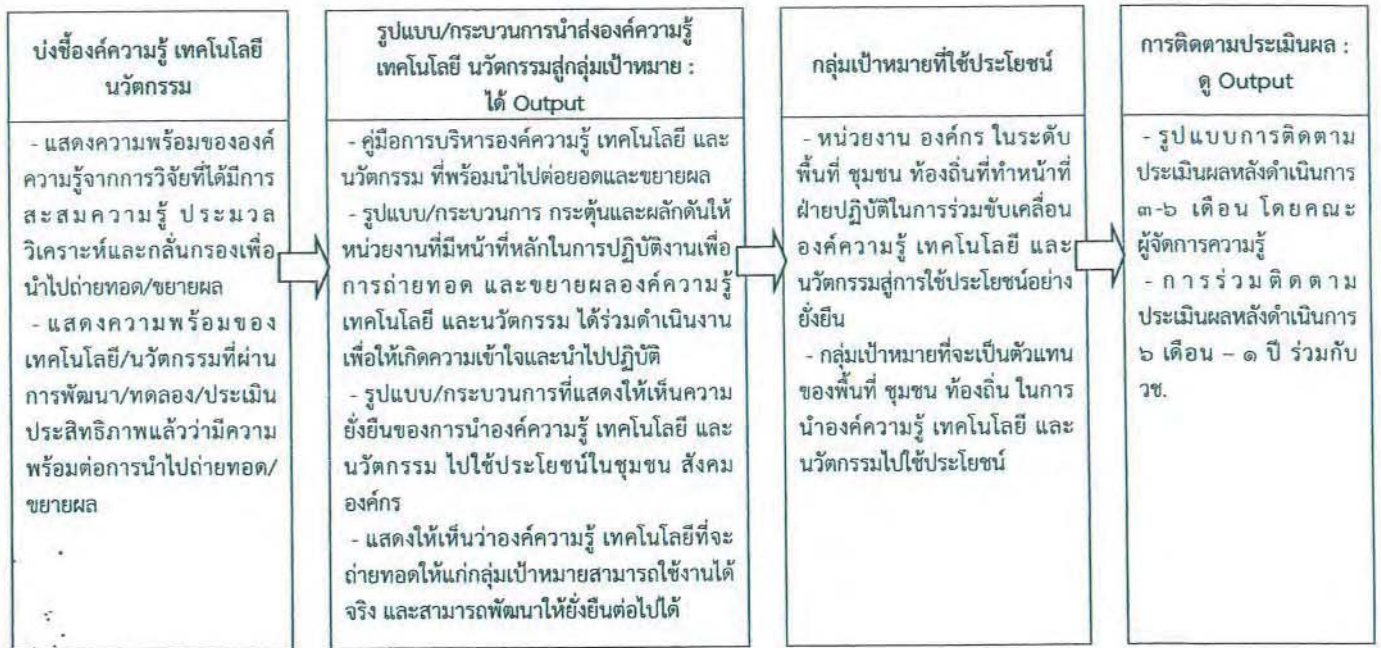 บ่งชี้องค์ความรู้ เทคโนโลยี
นวัตกรรม
- แสดงความพร้อมขององค์
ความรู้จากการวิจัยที่ได้มีการ
สะสมความรู้ ประมวล
วิเคราะห์และกลั่นกรองเพื่อ
นำไปถ่ายทอด/ขยายผล
- แสดงความพร้อมของ
เทคโนโลยี/นวัตกรรมที่ผ่าน
การพัฒนา/ทดลอง/ประเมิน
ประสิทธิภาพแล้วว่ามีความ
พร้อมต่อการนำไปถ่ายทอด/
ขยายผล
รูปแบบ/กระบวนการนำส่งองค์ความรู้
เทคโนโลยี นวัตกรรมสู่กลุ่มเป้าหมาย :
ได้ Output
- คู่มือการบริหารองค์ความรู้ เทคโนโลยี และ
นวัตกรรม ที่พร้อมนำไปต่อยอดและขยายผล
- รูปแบบ/กระบวนการ กระตุ้นและผลักดันให้
หน่วยงานที่มีหน้าที่หลักในการปฏิบัติงานเพื่อ
การถ่ายทอด และขยายผลองค์ความรู้
เทคโนโลยี และนวัตกรรม ได้ร่วมดำเนินงาน
เพื่อให้เกิดความเข้าใจและนำไปปฏิบัติ
- รูปแบบ/กระบวนการที่แสดงให้เห็นความ
ยั่งยืนของการนำองค์ความรู้ เทคโนโลยี และ
นวัตกรรม ไปใช้ประโยชน์ในชุมชน สังคม
องค์กร
- แสดงให้เห็นว่าองค์ความรู้ เทคโนโลยีที่จะ
ถ่ายทอดให้แก่กลุ่มเป้าหมายสามารถใช้งานได้
จริง และสามารถพัฒนาให้ยั่งยืนต่อไปได้
กลุ่มเป้าหมายที่ใช้ประโยชน์
- หน่วยงาน องค์กร ในระดับ
พื้นที่ ชุมชน ท้องถิ่นที่ทำหน้าที่
ฝ่ายปฏิบัติในการร่วมขับเคลื่อน
องค์ความรู้ เทคโนโลยี และ
นวัตกรรมสู่การใช้ประโยชน์อย่าง
ยั่งยืน
- กลุ่มเป้าหมายที่จะเป็นตัวแทน
ของพื้นที่ ชุมชน ท้องถิ่น ในการ
นำองค์ความรู้ เทคโนโลยี และ
นวัตกรรมไปใช้ประโยชน์
การติดตามประเมินผล :
ดู Output
- รูปแบบการติดตาม
ประเมินผลหลังดำเนินการ
๓-๖ เดือน โดยคณะ
ผู้จัดการความรู้
- การร่วมติดตาม
ประเมินผลหลังดำเนินการ
๖ เดือน – ๑ ปี ร่วมกับ
วช.